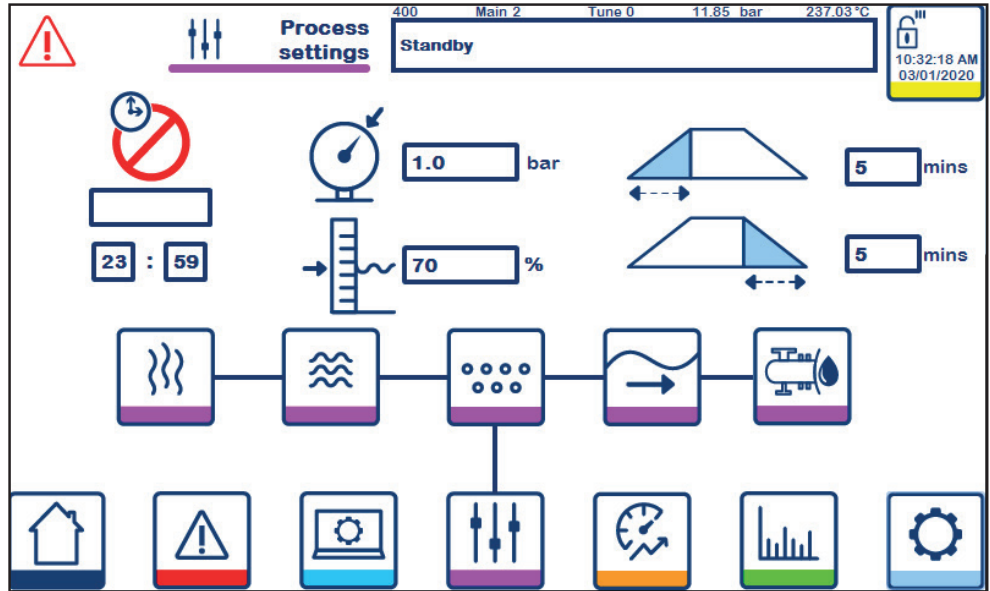 400 Main 2 Tune 0 11.85 bar 237.03 °C
Process
settings
Standby
10:32:18 AM
03/01/2020
1.0 bar
5 mins
23 : 59
70 %
5 mins